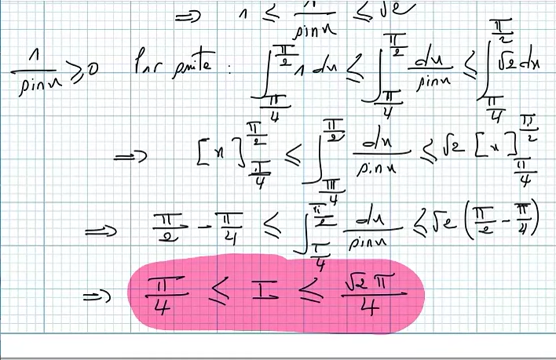 ⇒ 1 ≤ 1/sin x ≤ √2
1/sin x ≥ 0 Par suite : ∫_{π/4}^{π/2} 1 dx ≤ ∫_{π/4}^{π/2} dx/sin x ≤ ∫_{π/4}^{π/2} √2 dx
⇒ [x]_{π/4}^{π/2} ≤ ∫_{π/4}^{π/2} dx/sin x ≤ √2 [x]_{π/4}^{π/2}
⇒ π/2 - π/4 ≤ ∫_{π/4}^{π/2} dx/sin x ≤ √2 (π/2 - π/4)
⇒ π/4 ≤ I ≤ √2 π/4